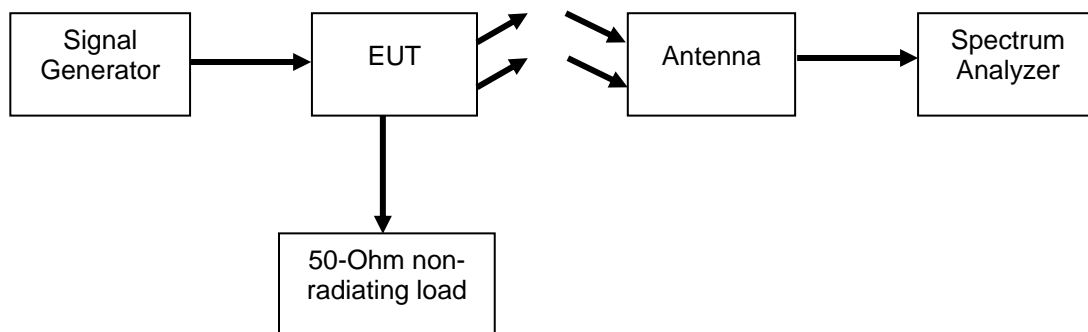 Signal
Generator
EUT
Antenna
Spectrum
Analyzer
50-Ohm non-
radiating load